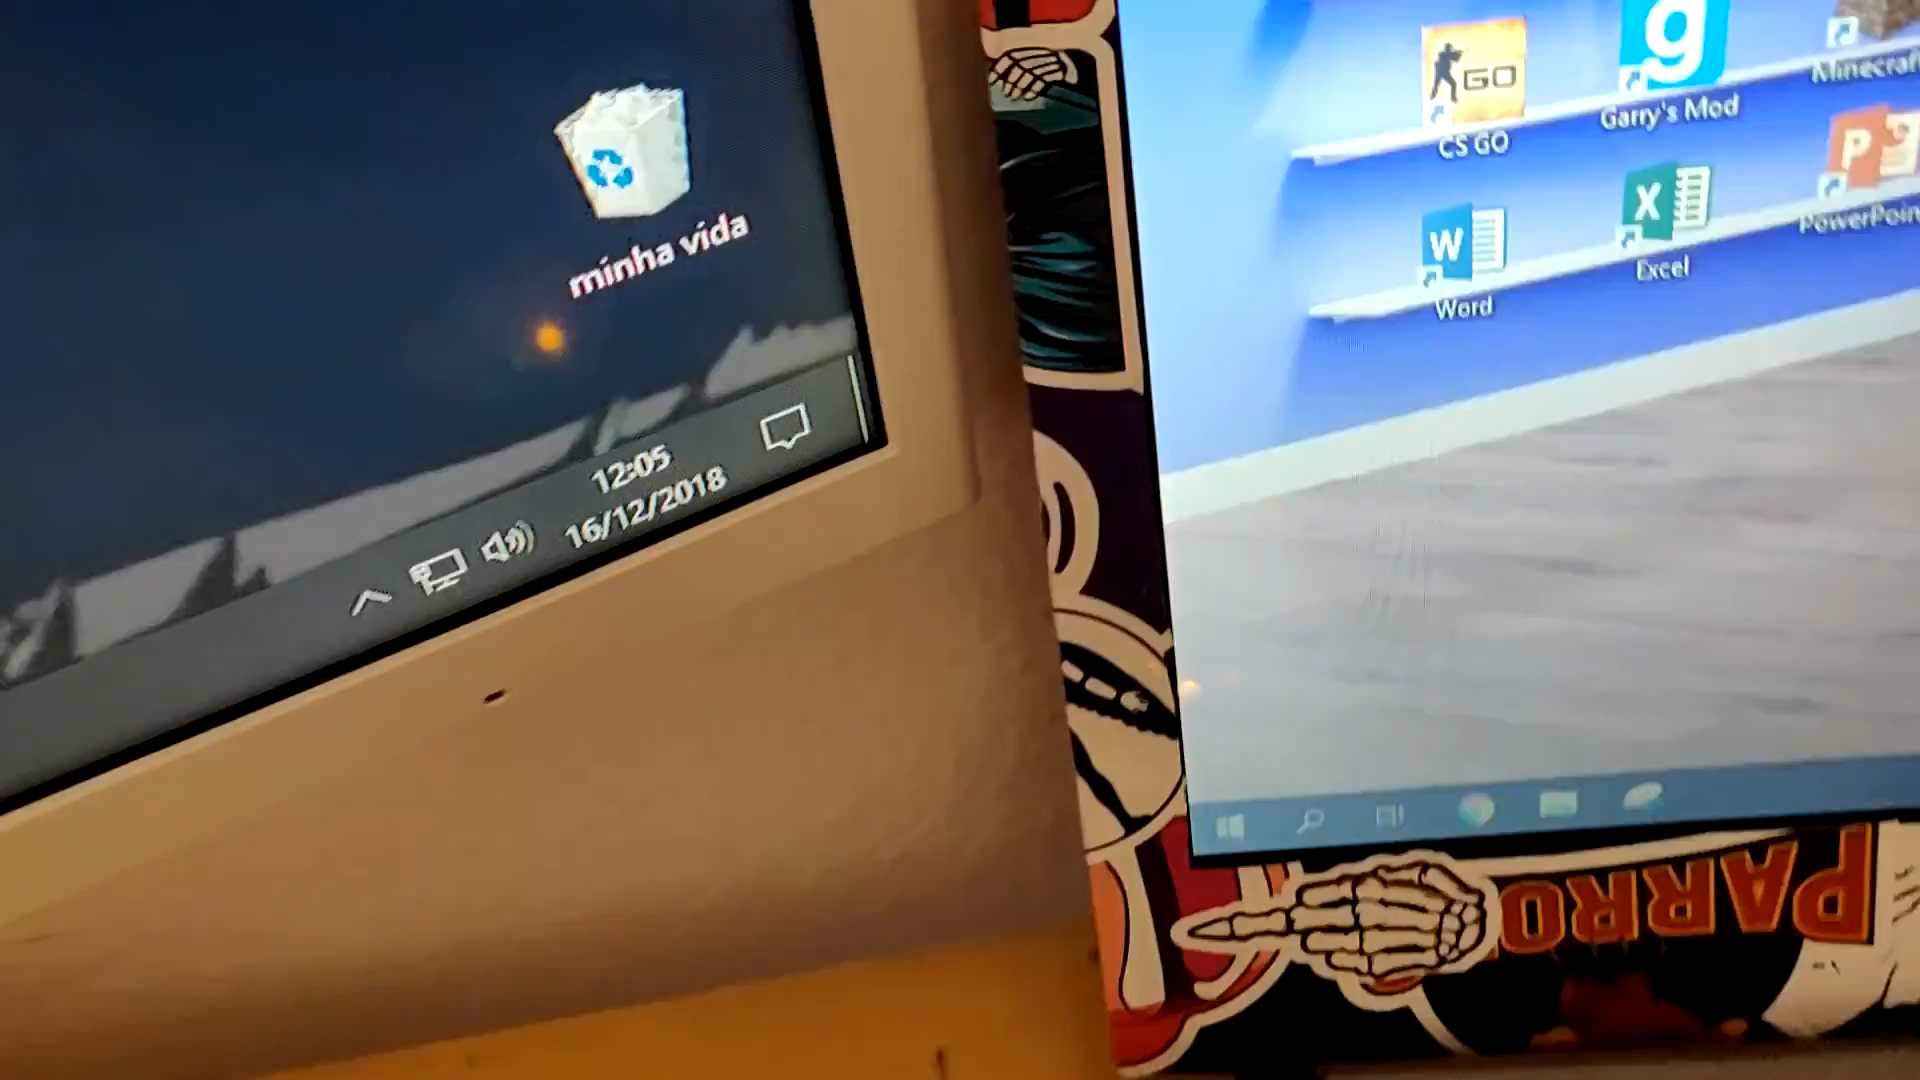 minha vida
12:05
16/12/2018
GO
g
Minecraf
CS GO
Garry's Mod
W
X
P
Word
Excel
PowerPoin
PARRO